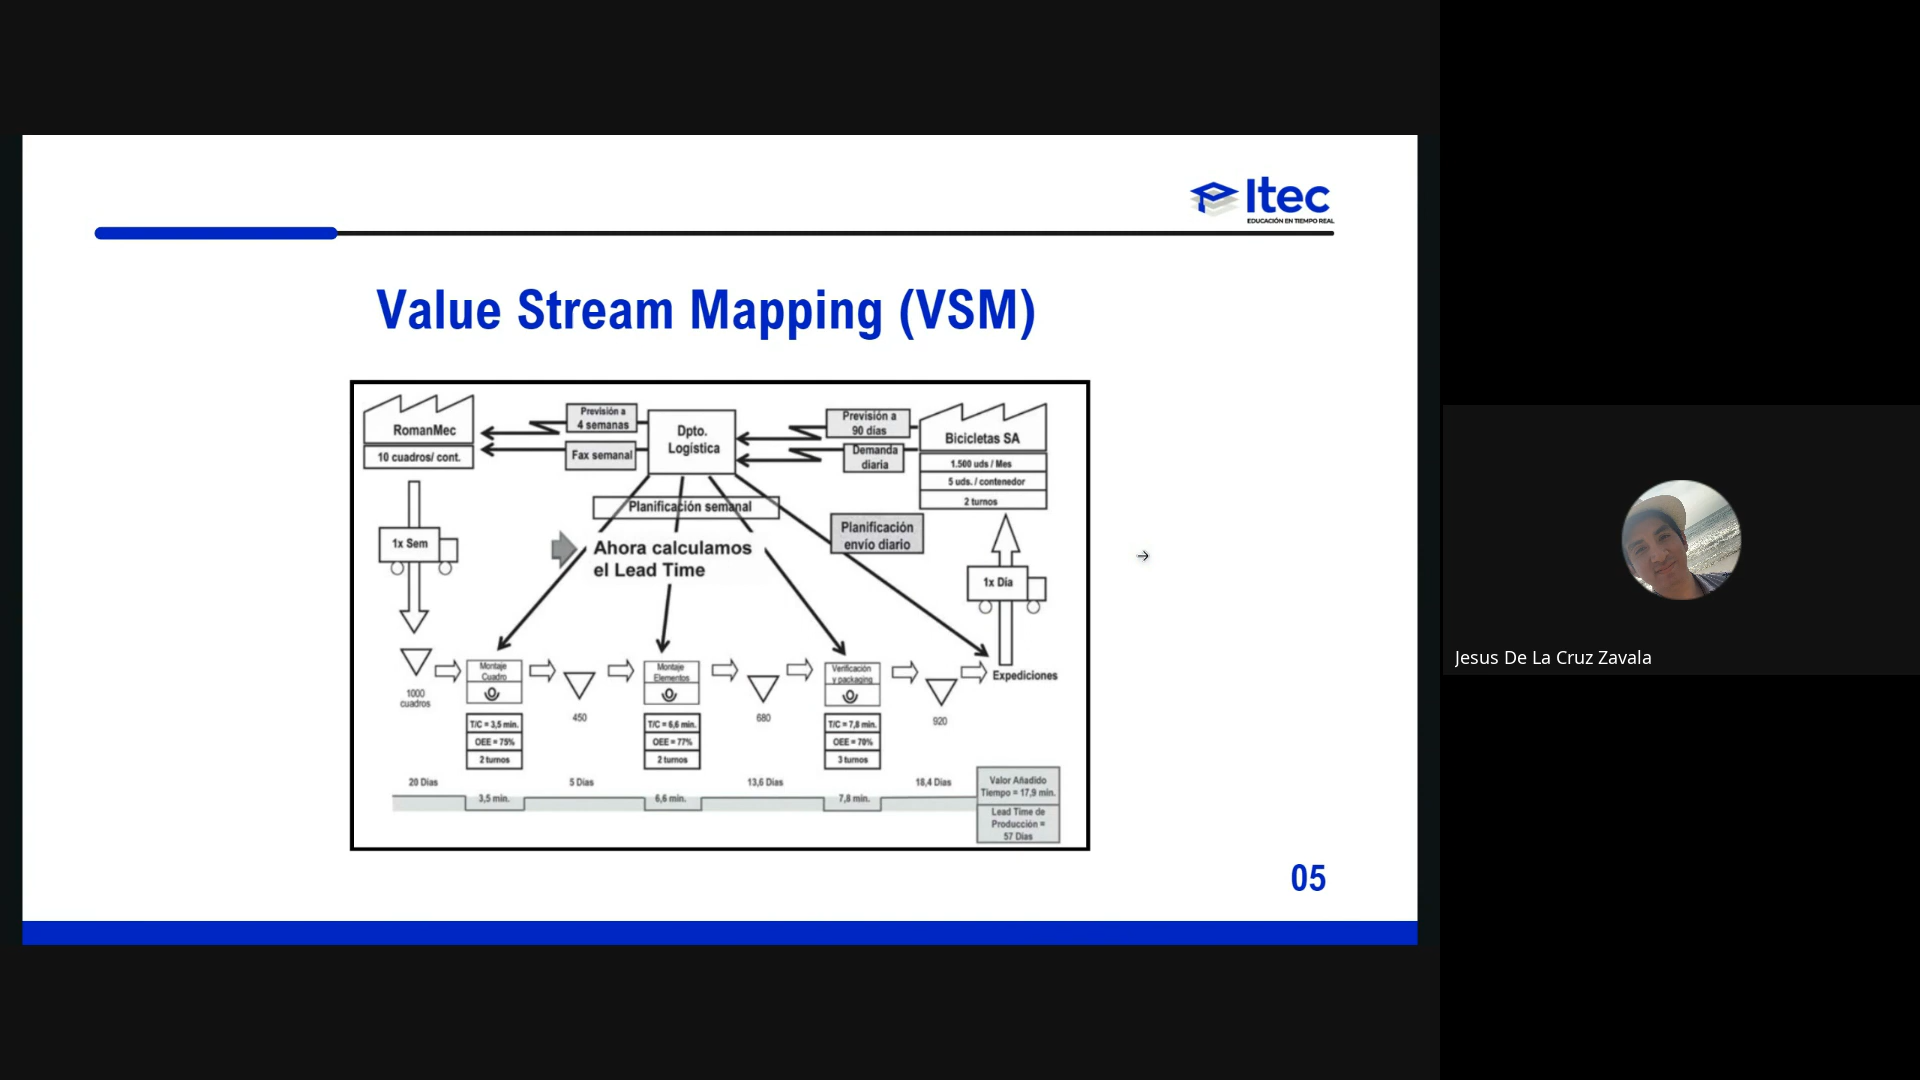 Itec
EDUCACIÓN EN TIEMPO REAL
Value Stream Mapping (VSM)
RomanMec
10 cuadros/ cont.
Previsión a
4 semanas
Fax semanal
Dpto.
Logística
Previsión a
90 días
Demanda
diaria
Bicicletas SA
1.500 uds / Mes
5 uds. / contenedor
2 turnos
Planificación semanal
Planificación
envío diario
1x Sem
Ahora calculamos
el Lead Time
1x Día
1000
cuadros
Montaje
Cuadro
T/C = 3,5 min.
OEE = 75%
2 turnos
450
Montaje
Elementos
T/C = 6,6 min.
OEE = 77%
2 turnos
680
Verificación
y packaging
T/C = 7,8 min.
OEE = 70%
3 turnos
920
Expediciones
20 Días
3,5 min.
5 Días
6,6 min.
13,6 Días
7,8 min.
18,4 Días
Valor Añadido
Tiempo = 17,9 min.
Lead Time de
Producción =
57 Días
05
Jesus De La Cruz Zavala